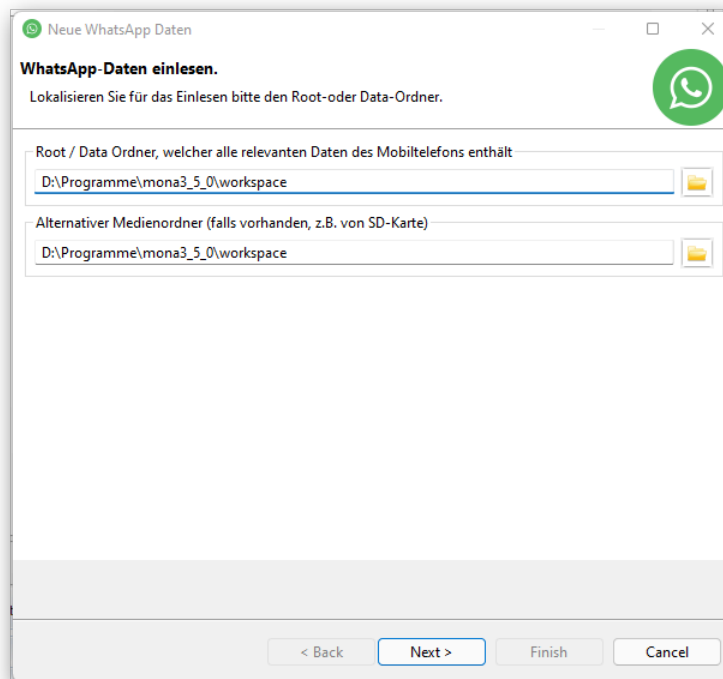 Neue WhatsApp Daten
WhatsApp-Daten einlesen.
Lokalisieren Sie für das Einlesen bitte den Root-oder Data-Ordner.
Root / Data Ordner, welcher alle relevanten Daten des Mobiltelefons enthält
D:\Programme\mona3_5_0\workspace
Alternativer Medienordner (falls vorhanden, z.B. von SD-Karte)
D:\Programme\mona3_5_0\workspace
< Back
Next >
Finish
Cancel